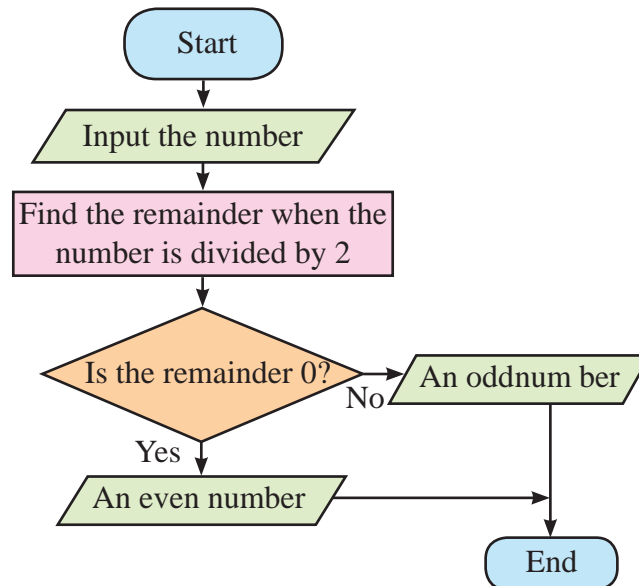 Start
Input the number
Find the remainder when the
number is divided by 2
Is the remainder 0?
No
An oddnum ber
Yes
An even number
End